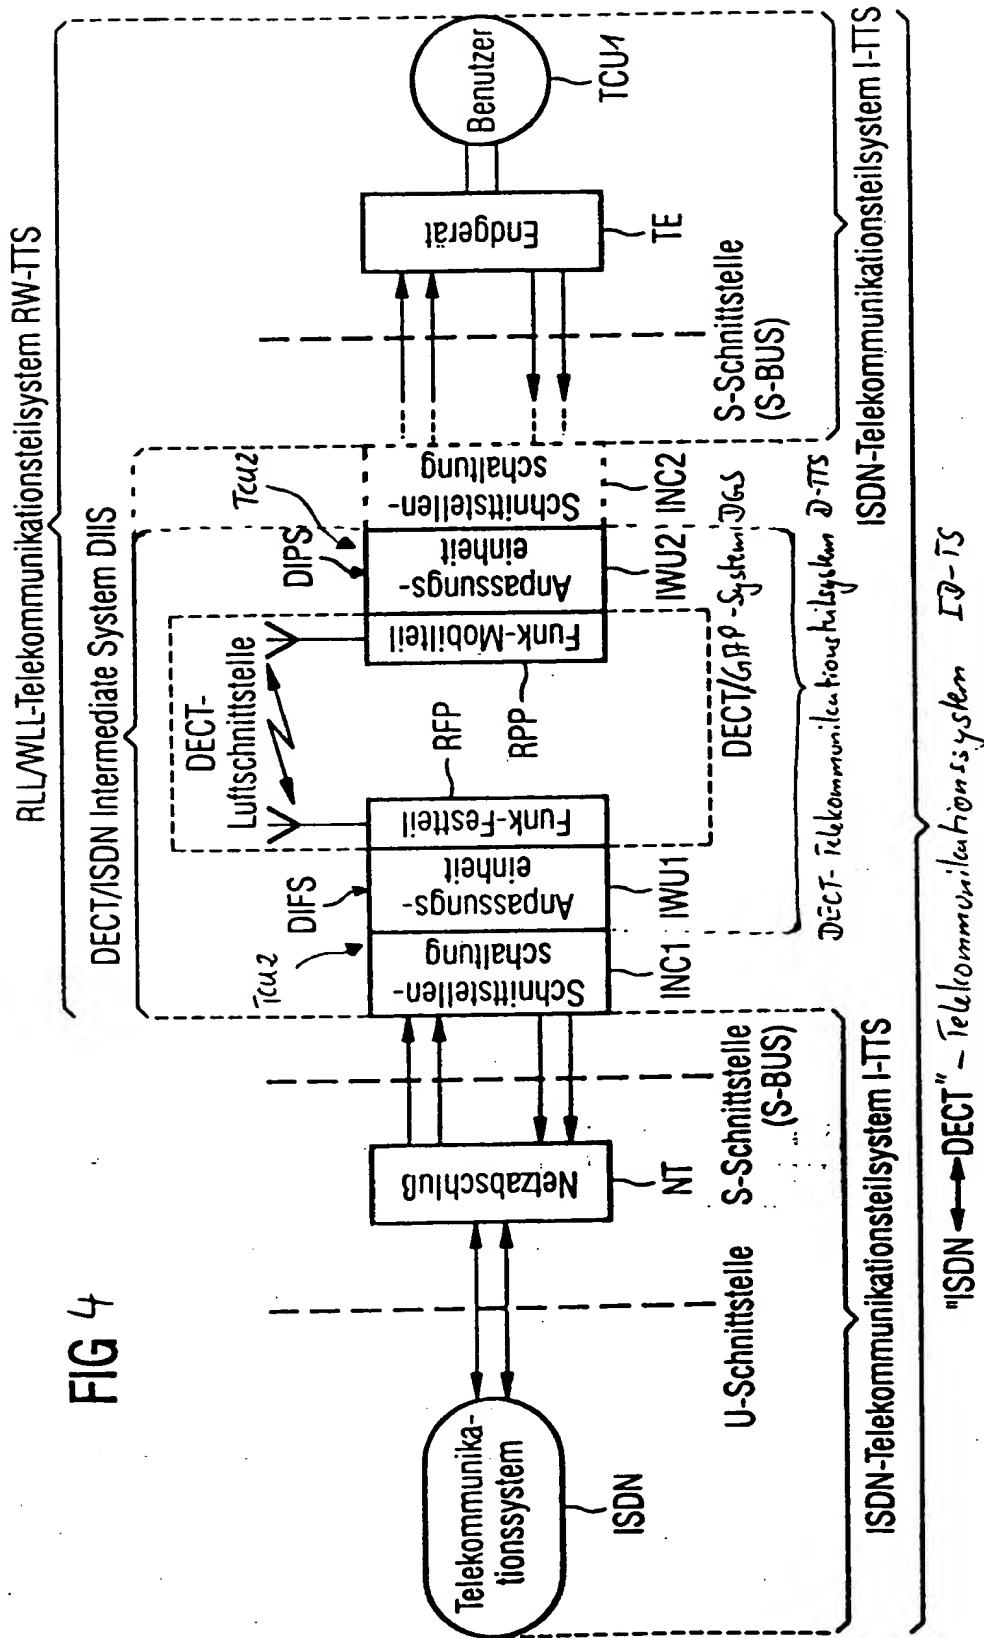 FIG 4
RLL/WLL-Telekommunikationsteilsystem RW-TTS
DECT/ISDN Intermediate System DIIS
DECT-
Luftschnittstelle
Tcu2
DIFS
DIPS
Tcu2
Telekommunika-
tionssystem
Netzabschluß
Schnittstellen-
schaltung
Anpassungs-
einheit
Funk-Festteil
Funk-Mobilteil
Anpassungs-
einheit
Schnittstellen-
schaltung
Endgerät
Benutzer
ISDN
NT
INC1
IWU1
RFP
RPP
IWU2
INC2
TE
TCU1
U-Schnittstelle
S-Schnittstelle
(S-BUS)
DECT/GAP-System DGS
S-Schnittstelle
(S-BUS)
DECT-Telekommunikationsteilsystem D-TTS
ISDN-Telekommunikationsteilsystem I-TTS
ISDN-Telekommunikationsteilsystem I-TTS
"ISDN ↔ DECT" - Telekommunikationssystem ID-TS